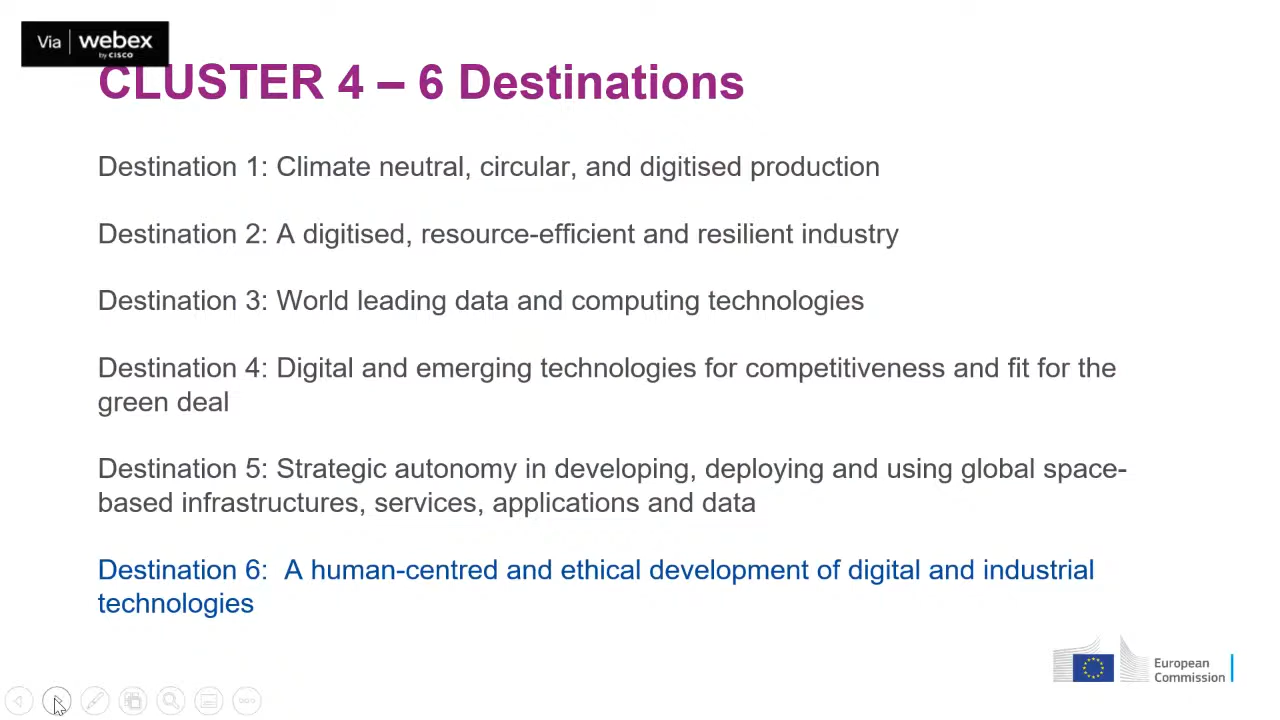 Via | webex
by CISCO
CLUSTER 4 – 6 Destinations
Destination 1: Climate neutral, circular, and digitised production
Destination 2: A digitised, resource-efficient and resilient industry
Destination 3: World leading data and computing technologies
Destination 4: Digital and emerging technologies for competitiveness and fit for the
green deal
Destination 5: Strategic autonomy in developing, deploying and using global space-
based infrastructures, services, applications and data
Destination 6:  A human-centred and ethical development of digital and industrial
technologies
European
Commission